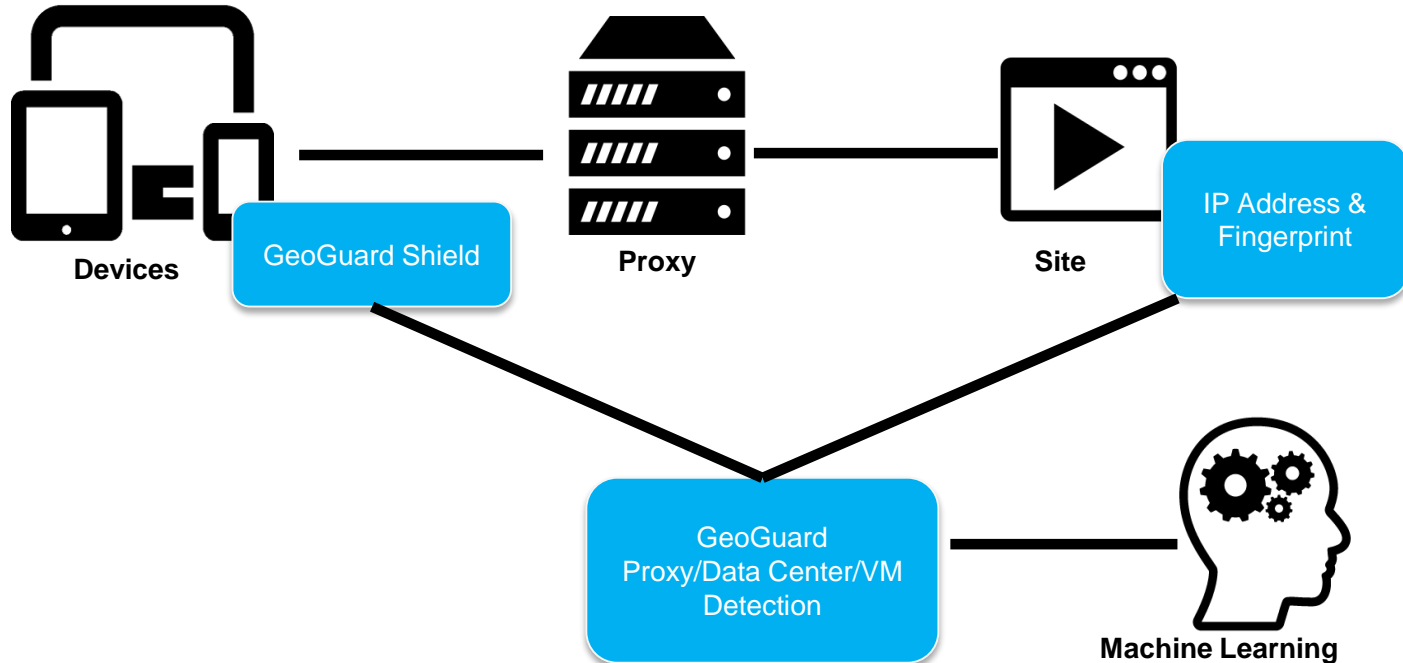 Devices
GeoGuard Shield
Proxy
Site
IP Address &
Fingerprint
GeoGuard
Proxy/Data Center/VM
Detection
Machine Learning